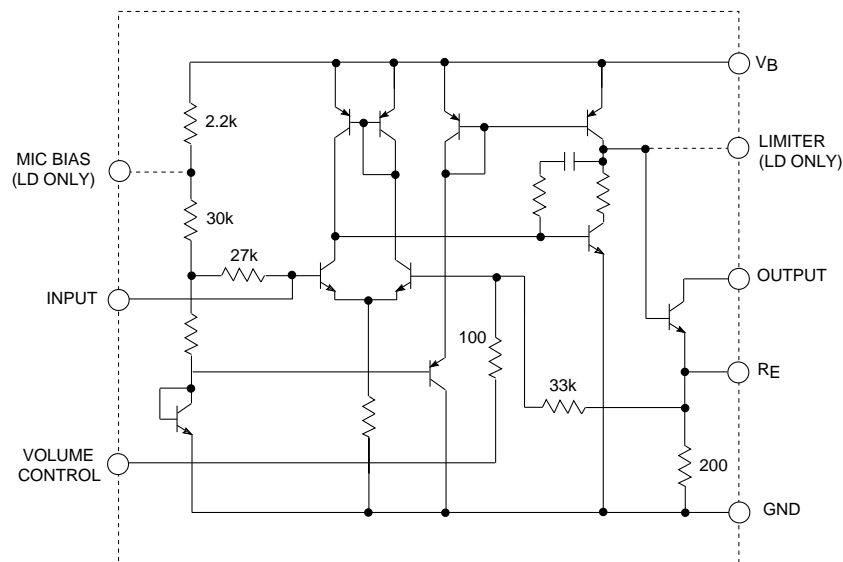 VB
2.2k
LIMITER
(LD ONLY)
MIC BIAS
(LD ONLY)
30k
27k
OUTPUT
INPUT
100
RE
33k
VOLUME
CONTROL
200
GND